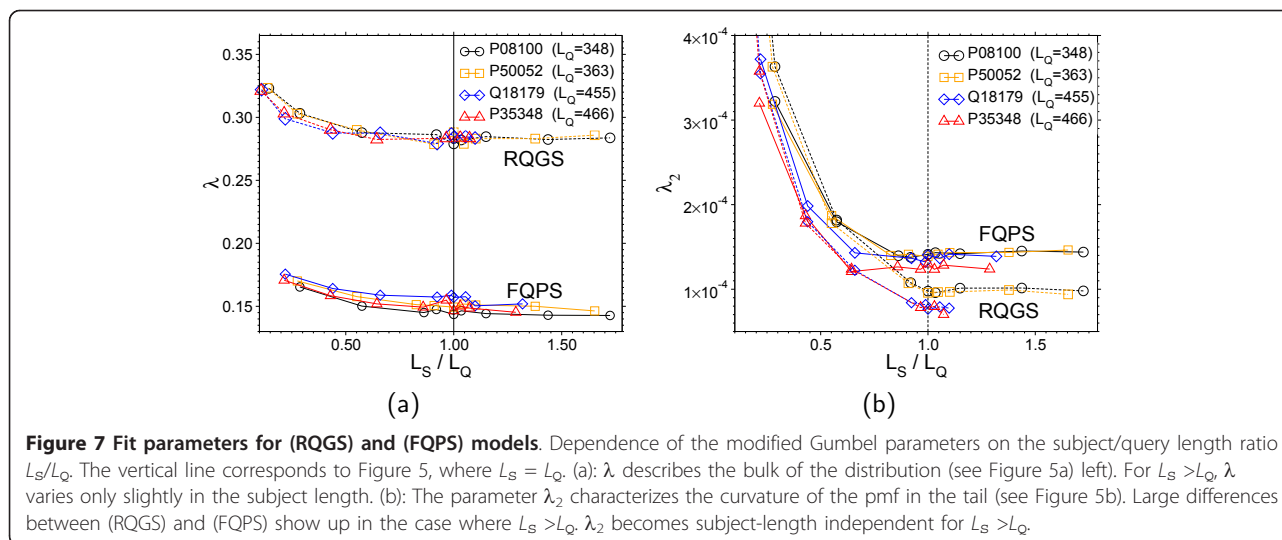 0.35
0.30
0.25
0.20
0.15
λ
0.50
1.00
1.50
L_S / L_Q
P08100 (L_Q=348)
P50052 (L_Q=363)
Q18179 (L_Q=455)
P35348 (L_Q=466)
RQGS
FQPS
(a)
4×10⁻⁴
3×10⁻⁴
2×10⁻⁴
1×10⁻⁴
λ₂
0.5
1.0
1.5
L_S / L_Q
P08100 (L_Q=348)
P50052 (L_Q=363)
Q18179 (L_Q=455)
P35348 (L_Q=466)
FQPS
RQGS
(b)
Figure 7 Fit parameters for (RQGS) and (FQPS) models. Dependence of the modified Gumbel parameters on the subject/query length ratio
L_S/L_Q. The vertical line corresponds to Figure 5, where L_S = L_Q. (a): λ describes the bulk of the distribution (see Figure 5a) left). For L_S >L_Q, λ
varies only slightly in the subject length. (b): The parameter λ₂ characterizes the curvature of the pmf in the tail (see Figure 5b). Large differences
between (RQGS) and (FQPS) show up in the case where L_S >L_Q. λ₂ becomes subject-length independent for L_S >L_Q.